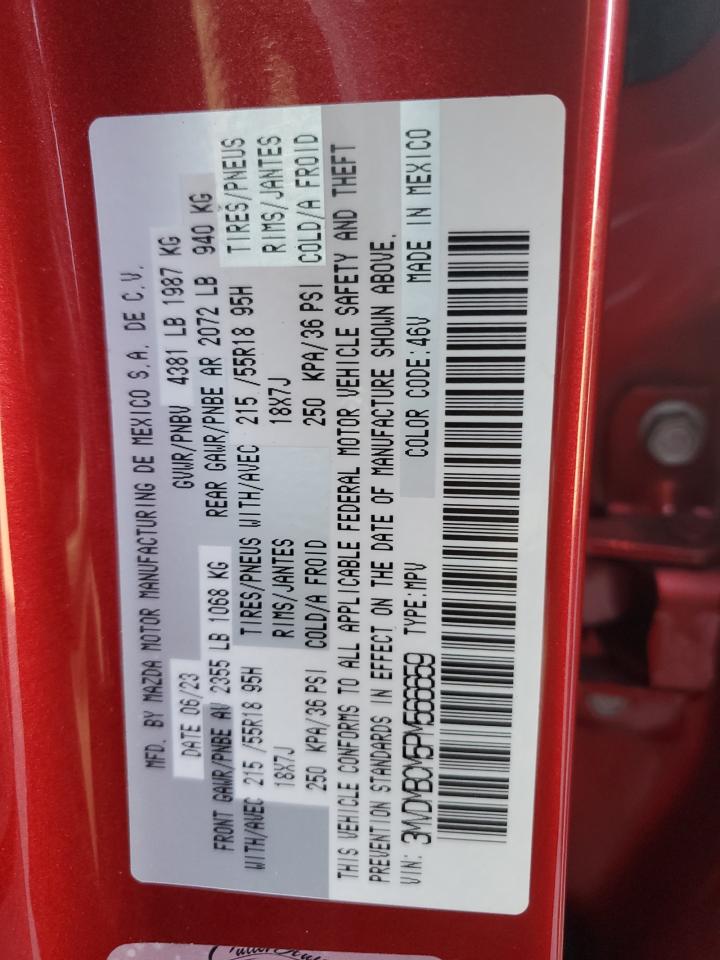 MFD. BY MAZDA MOTOR MANUFACTURING DE MEXICO S.A. DE C.V.
DATE 06/23 GVWR/PNBV 4381 LB 1987 KG
FRONT GAWR/PNBE AV 2355 LB 1068 KG REAR GAWR/PNBE AR 2072 LB 940 KG
WITH/AVEC 215 /55R18 95H TIRES/PNEUS WITH/AVEC 215 /55R18 95H TIRES/PNEUS
18X7J RIMS/JANTES 18X7J RIMS/JANTES
250 KPA/36 PSI COLD/A FROID 250 KPA/36 PSI COLD/A FROID
THIS VEHICLE CONFORMS TO ALL APPLICABLE FEDERAL MOTOR VEHICLE SAFETY AND THEFT
PREVENTION STANDARDS IN EFFECT ON THE DATE OF MANUFACTURE SHOWN ABOVE.
VIN: 3MVDMBCM5PM566659 TYPE:MPV COLOR CODE:46V MADE IN MEXICO